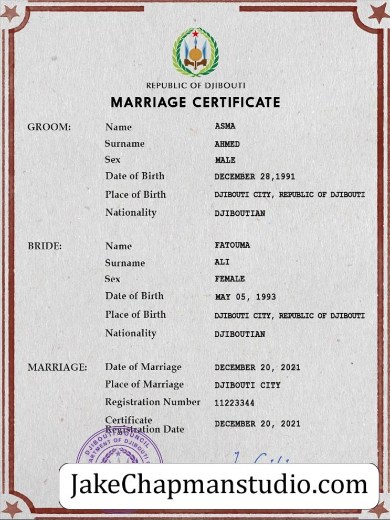 REPUBLIC OF DJIBOUTI
MARRIAGE CERTIFICATE
GROOM: Name ASMA
Surname AHMED
Sex MALE
Date of Birth DECEMBER 28,1991
Place of Birth DJIBOUTI CITY, REPUBLIC OF DJIBOUTI
Nationality DJIBOUTIAN
BRIDE: Name FATOUMA
Surname ALI
Sex FEMALE
Date of Birth MAY 05, 1993
Place of Birth DJIBOUTI CITY, REPUBLIC OF DJIBOUTI
Nationality DJIBOUTIAN
MARRIAGE: Date of Marriage DECEMBER 20, 2021
Place of Marriage DJIBOUTI CITY
Registration Number 11223344
Certificate
Registration Date DECEMBER 20, 2021
DJIBOUTI COUNCIL
OF DJIBOUTI
JakeChapmanstudio.com